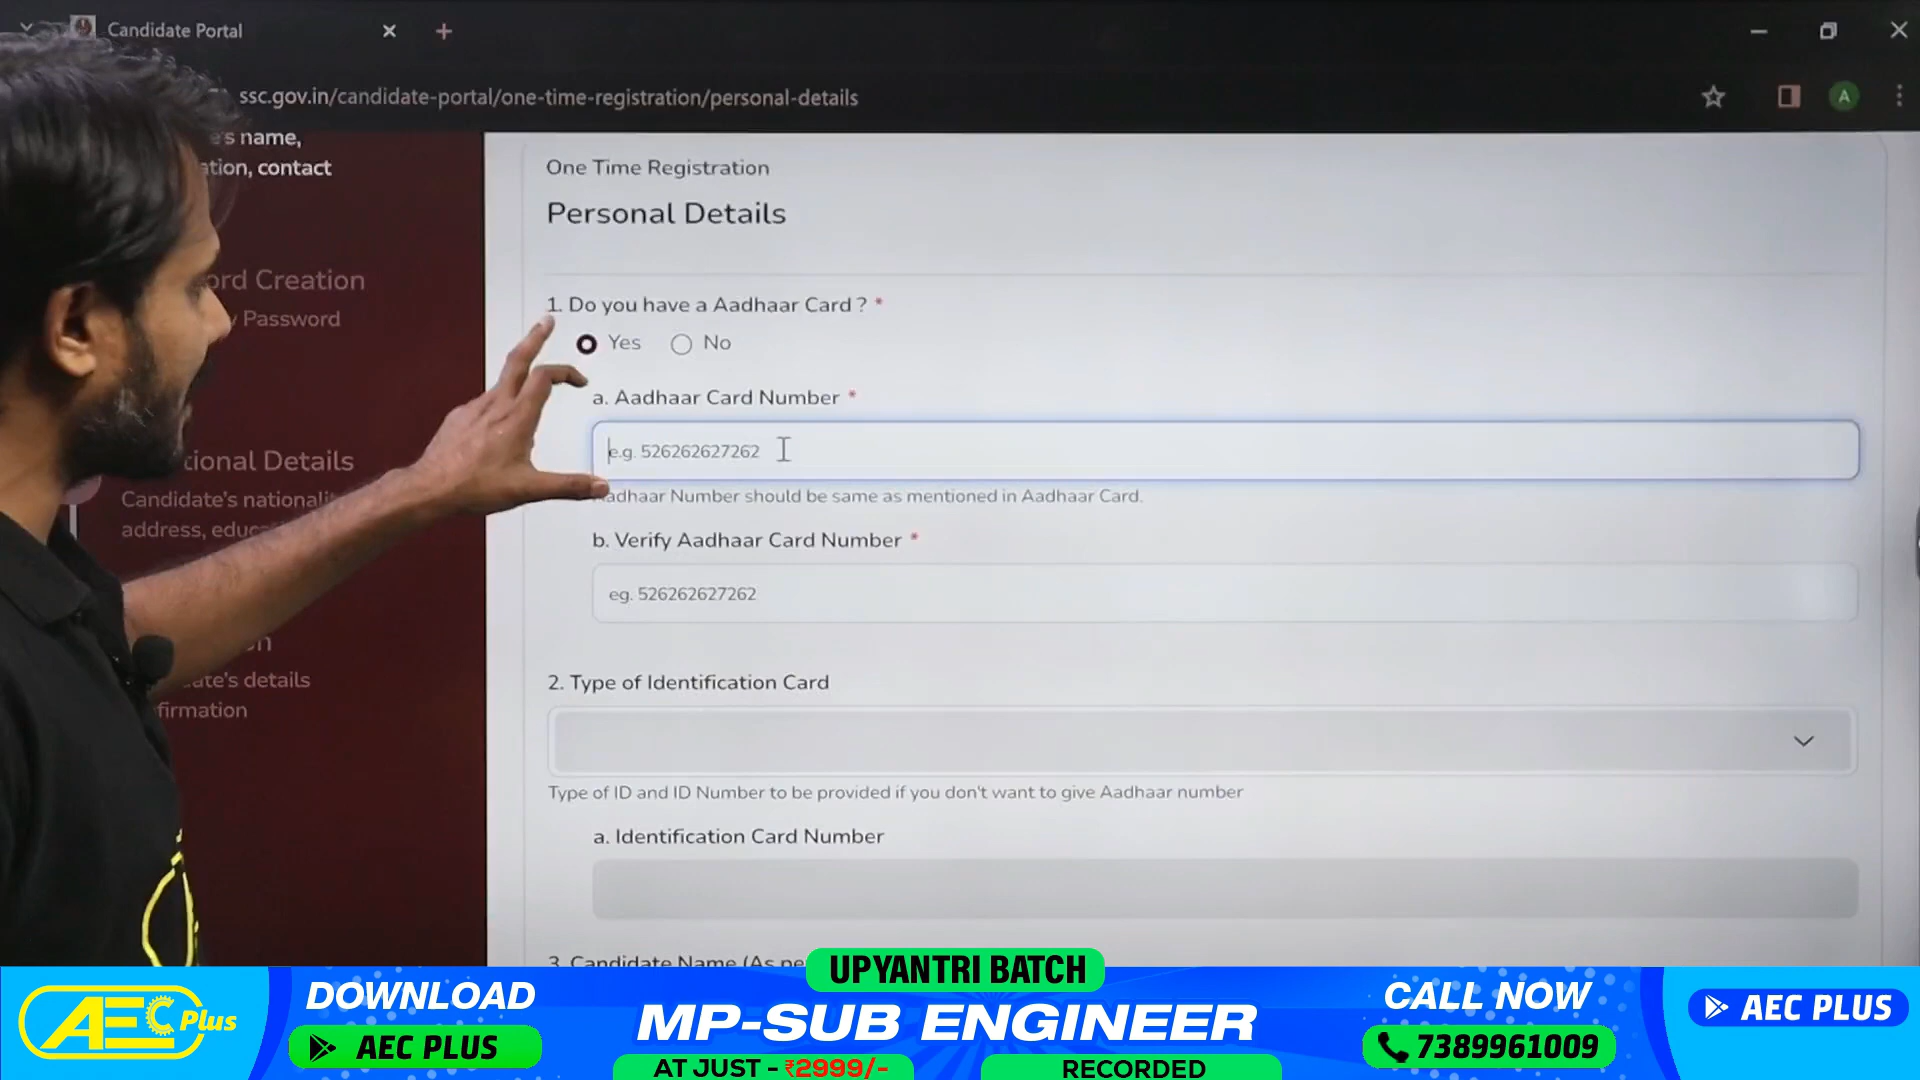 Candidate Portal
ssc.gov.in/candidate-portal/one-time-registration/personal-details
A
e's name,
ation, contact
ord Creation
Password
tional Details
Candidate's nationali
address, educ
n
ate's details
firmation
One Time Registration
Personal Details
1. Do you have a Aadhaar Card ? *
Yes No
a. Aadhaar Card Number *
e.g. 526262627262
adhaar Number should be same as mentioned in Aadhaar Card.
b. Verify Aadhaar Card Number *
eg. 526262627262
2. Type of Identification Card
Type of ID and ID Number to be provided if you don't want to give Aadhaar number
a. Identification Card Number
3. Candidate Name (As pe
AEC Plus
DOWNLOAD
AEC PLUS
UPYANTRI BATCH
MP-SUB ENGINEER
AT JUST - ₹2999/-
RECORDED
CALL NOW
7389961009
AEC PLUS